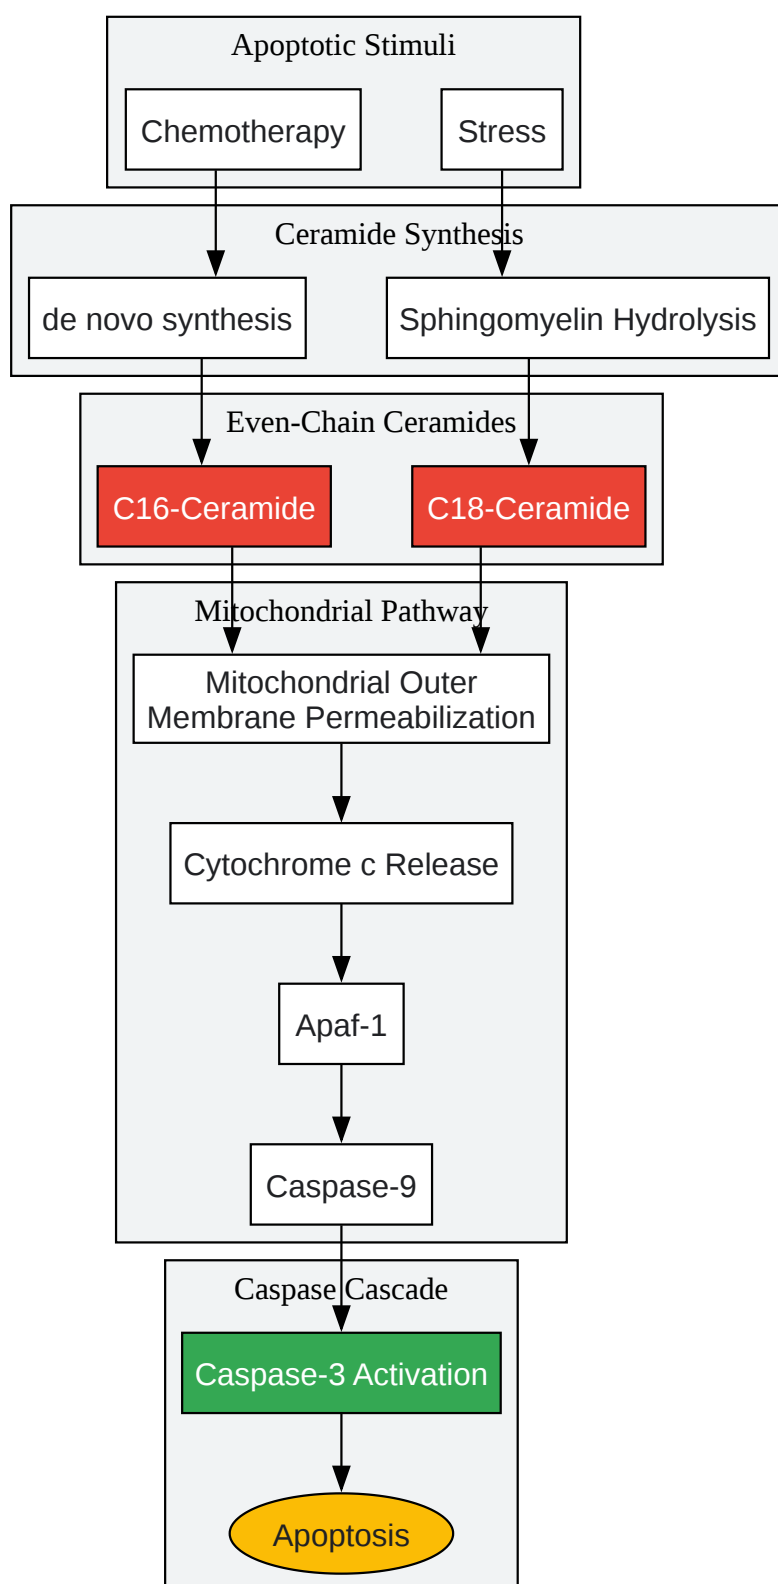 Apoptotic Stimuli
Chemotherapy
Stress
Ceramide Synthesis
de novo synthesis
Sphingomyelin Hydrolysis
Even-Chain Ceramides
C16-Ceramide
C18-Ceramide
Mitochondrial Pathway
Mitochondrial Outer
Membrane Permeabilization
Cytochrome c Release
Apaf-1
Caspase-9
Caspase Cascade
Caspase-3 Activation
Apoptosis